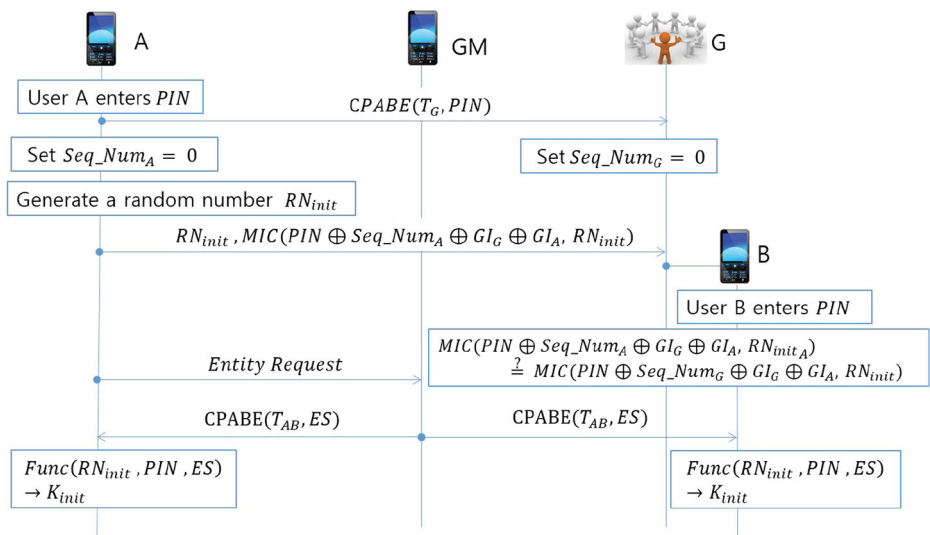 A
GM
G
User A enters PIN
CPABE(T_G, PIN)
Set Seq_Num_A = 0
Set Seq_Num_G = 0
Generate a random number RN_init
RN_init , MIC(PIN ⊕ Seq_Num_A ⊕ GI_G ⊕ GI_A, RN_init)
B
User B enters PIN
MIC(PIN ⊕ Seq_Num_A ⊕ GI_G ⊕ GI_A, RN_init_A)
≟ MIC(PIN ⊕ Seq_Num_G ⊕ GI_G ⊕ GI_A, RN_init)
Entity Request
CPABE(T_AB, ES)
CPABE(T_AB, ES)
Func(RN_init , PIN , ES)
→ K_init
Func(RN_init , PIN , ES)
→ K_init